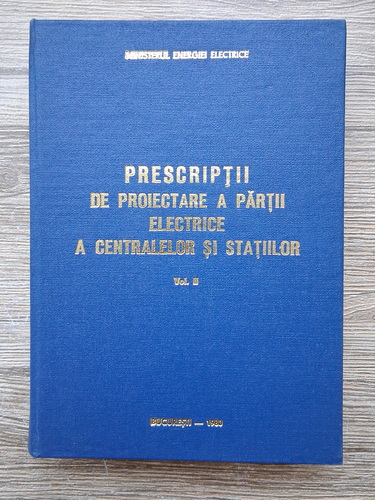 MINISTERUL ENERGIEI ELECTRICE
PRESCRIPŢII
DE PROIECTARE A PĂRŢII
ELECTRICE
A CENTRALELOR ŞI STAŢIILOR
Vol. II
BUCUREŞTI — 1980